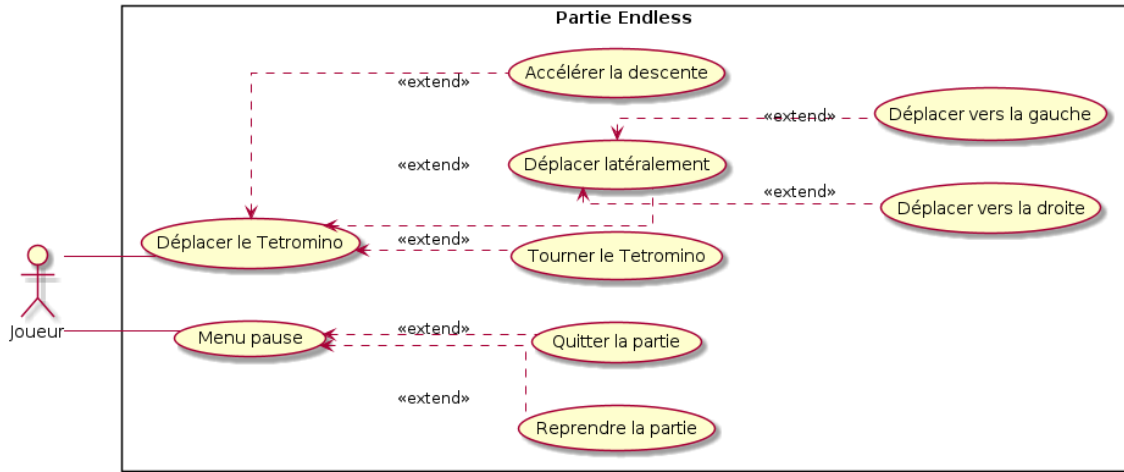 Partie Endless
Accélérer la descente
«extend»
Déplacer vers la gauche
«extend»
Déplacer latéralement
«extend»
Déplacer vers la droite
«extend»
Déplacer le Tetromino
«extend»
Tourner le Tetromino
Joueur
Menu pause
«extend»
Quitter la partie
«extend»
Reprendre la partie